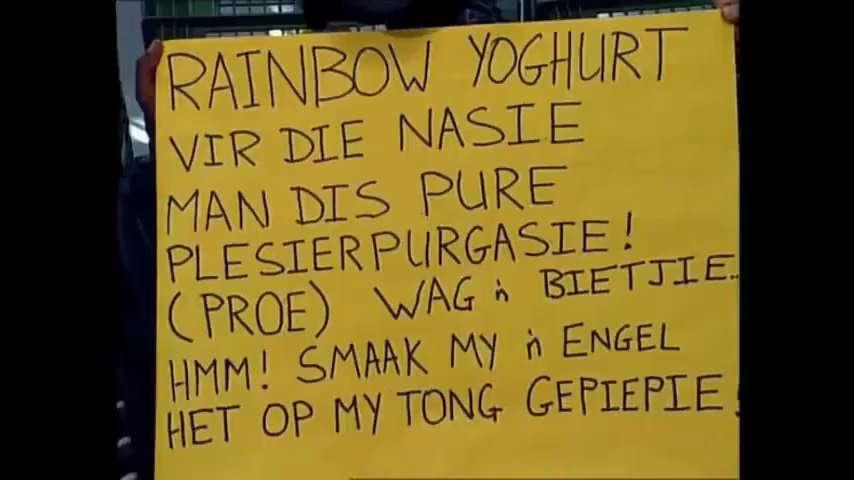 RAINBOW YOGHURT
VIR DIE NASIE
MAN DIS PURE
PLESIERPURGASIE!
(PROE) WAG 'n BIETJIE..
HMM! SMAAK MY 'n ENGEL
HET OP MY TONG GEPIEPIE!